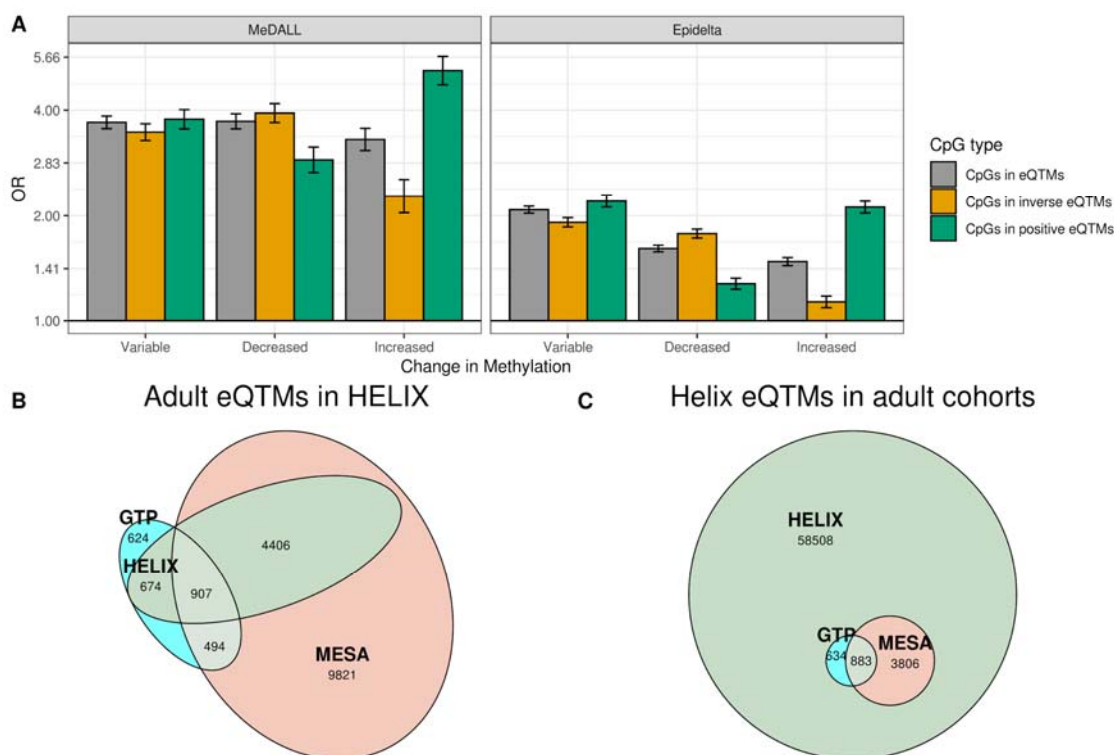 A
MeDALL
Epidelta
5.66
4.00
2.83
2.00
1.41
1.00
OR
Variable
Decreased
Increased
Variable
Decreased
Increased
Change in Methylation
CpG type
CpGs in eQTMs
CpGs in inverse eQTMs
CpGs in positive eQTMs
B
Adult eQTMs in HELIX
GTP
624
HELIX
674
907
4406
494
MESA
9821
C
Helix eQTMs in adult cohorts
HELIX
58508
GTP
634
883
MESA
3806